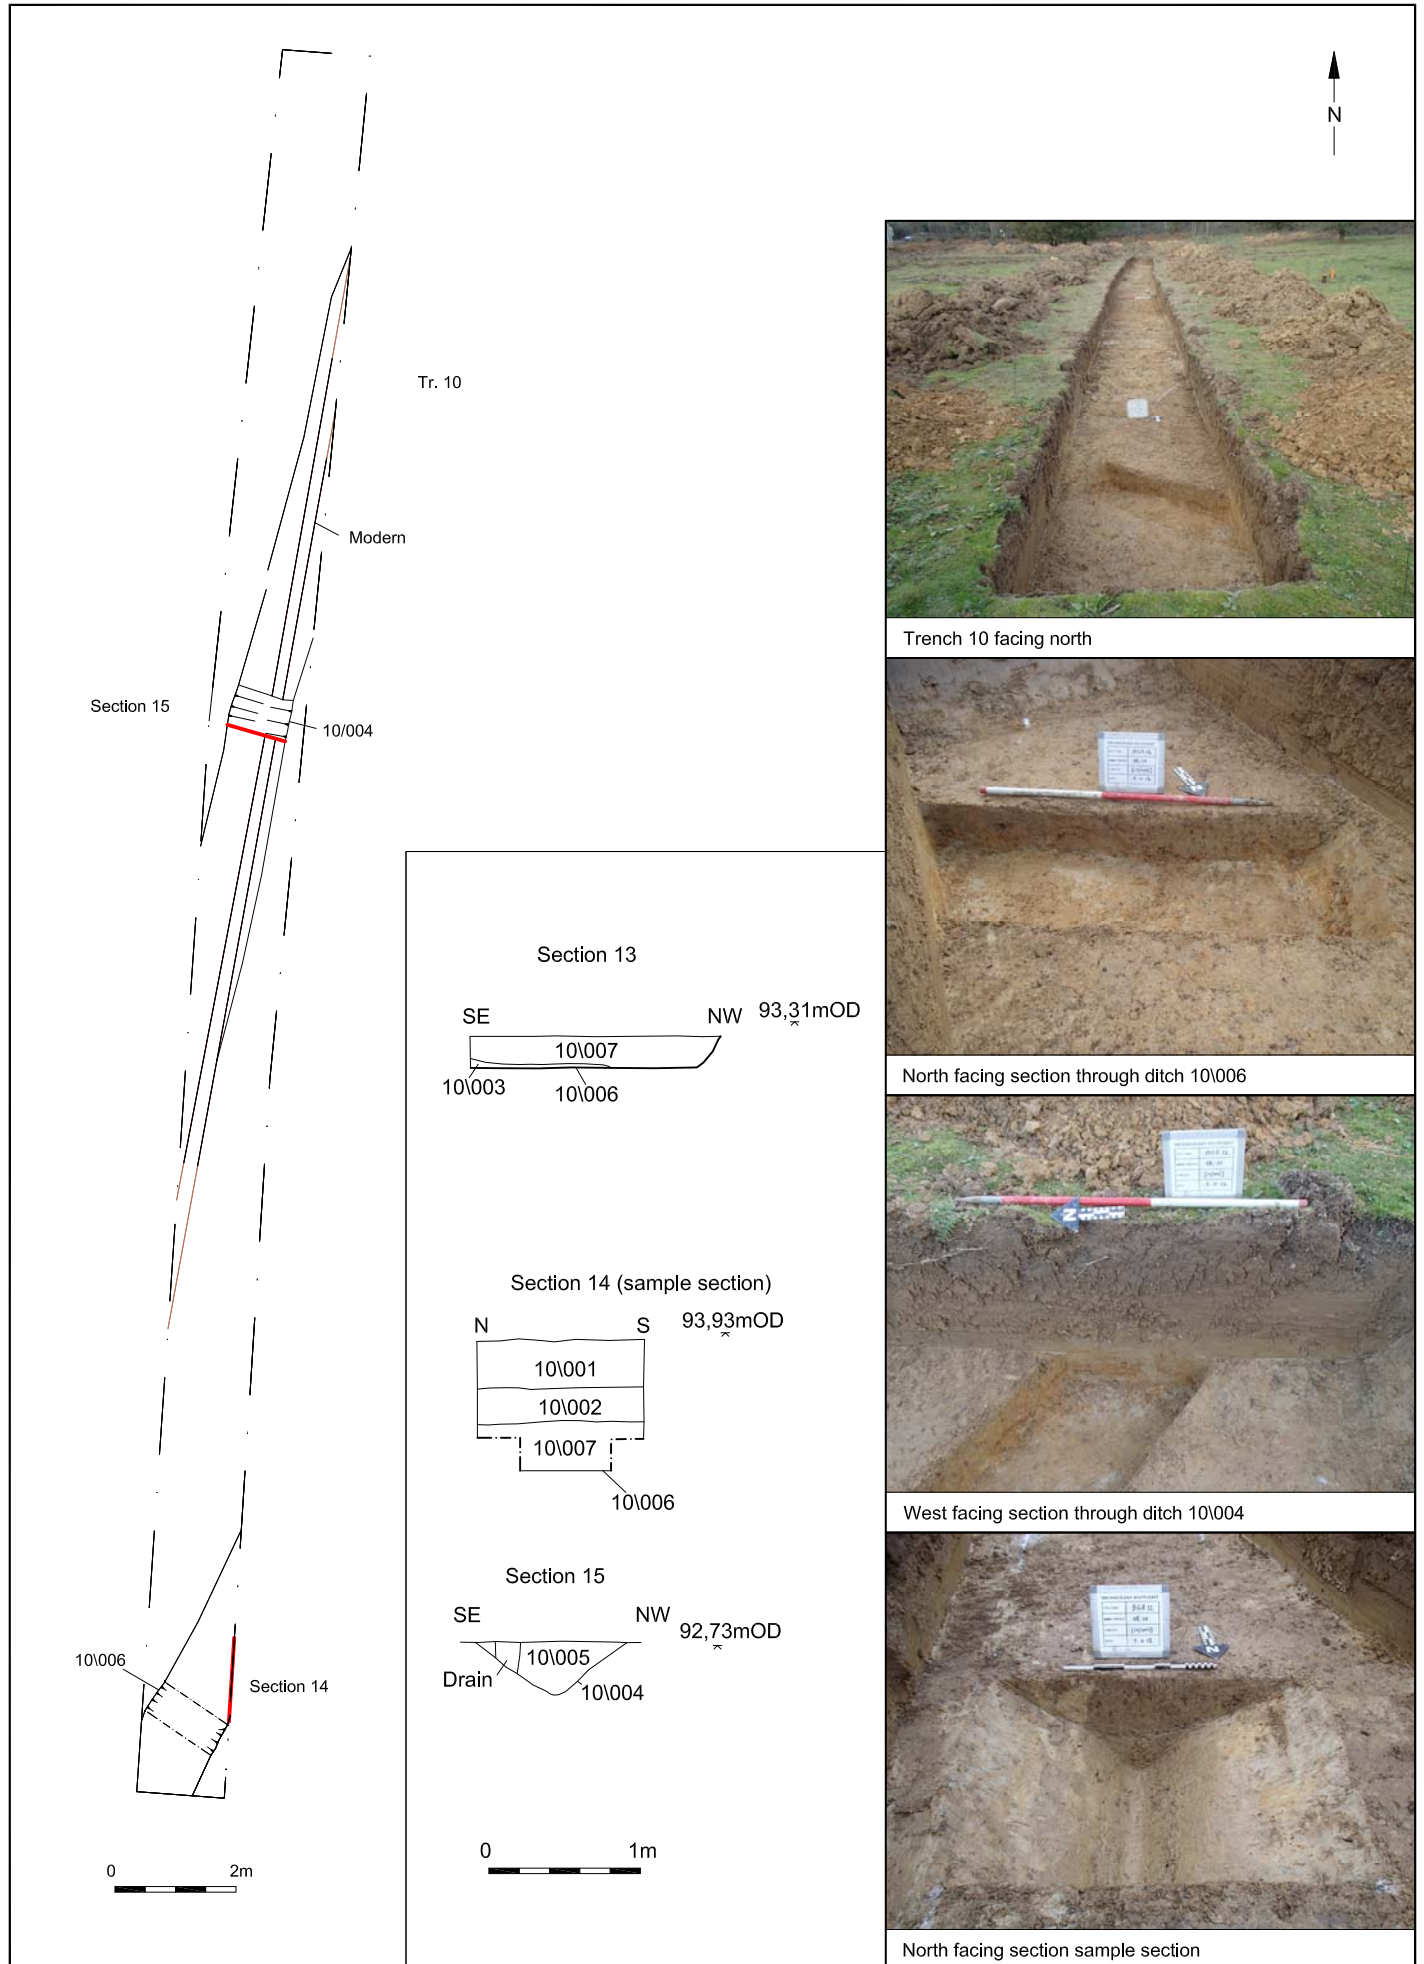 N
Tr. 10
Modern
Section 15
10/004
10\006
Section 14
0 2m
Section 13
SE NW 93,31mOD
10\007
10\003 10\006
Section 14 (sample section)
N S 93,93mOD
10\001
10\002
10\007
10\006
Section 15
SE NW 92,73mOD
10\005
Drain
10\004
0 1m
Trench 10 facing north
North facing section through ditch 10\006
N
West facing section through ditch 10\004
North facing section sample section